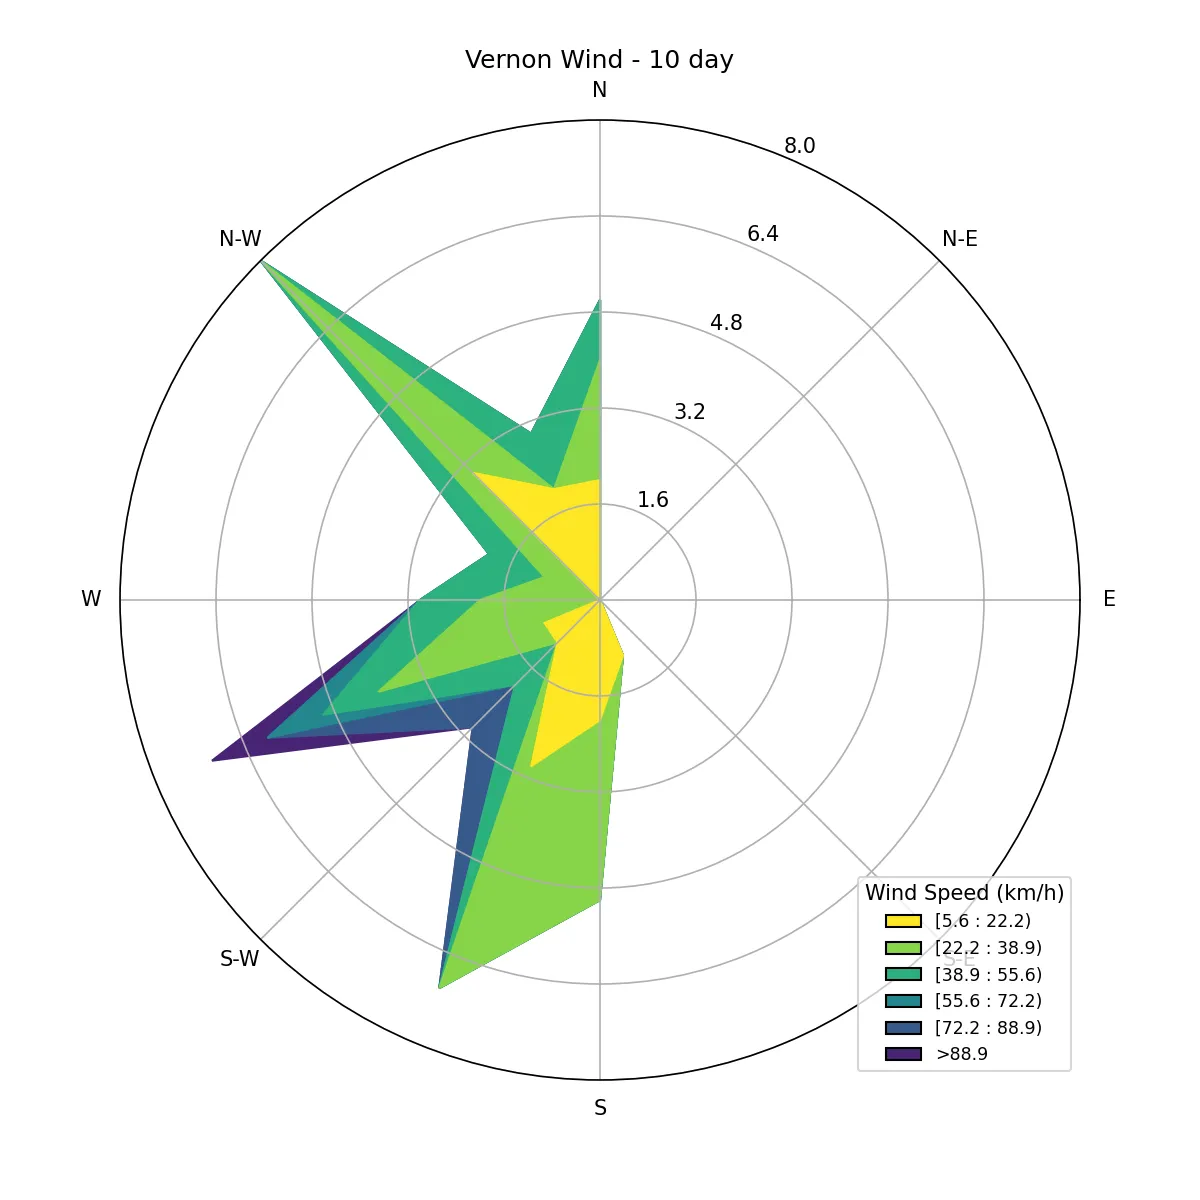 Vernon Wind - 10 day
N
8.0
6.4
N-W
N-E
4.8
3.2
1.6
W
E
Wind Speed (km/h)
[5.6 : 22.2)
[22.2 : 38.9)
S-W
S-E
[38.9 : 55.6)
[55.6 : 72.2)
[72.2 : 88.9)
>88.9
S